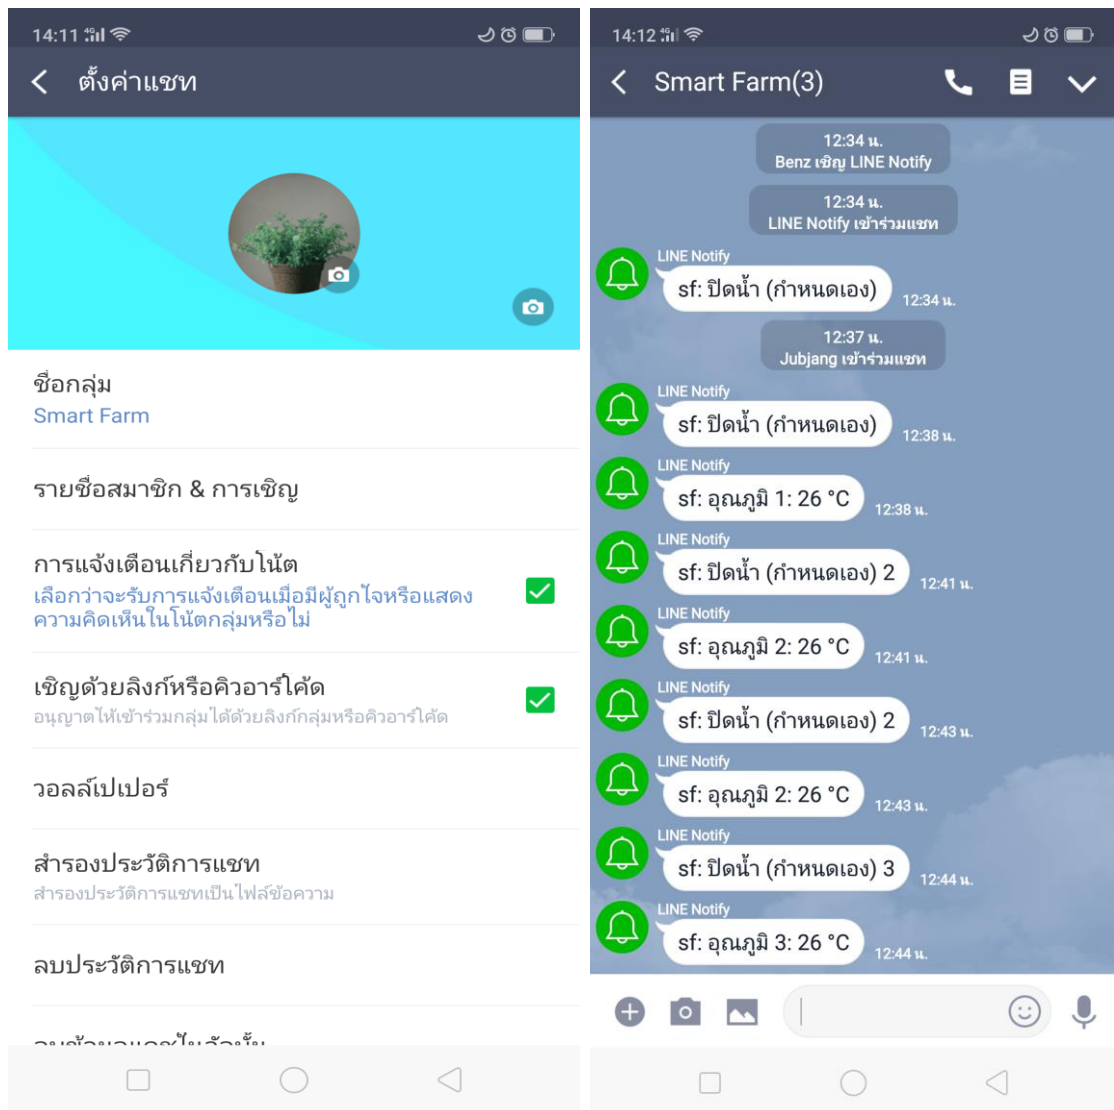 14:11
ตั้งค่าแชท
ชื่อกลุ่ม
Smart Farm
รายชื่อสมาชิก & การเชิญ
การแจ้งเตือนเกี่ยวกับโน้ต
เลือกว่าจะรับการแจ้งเตือนเมื่อมีผู้ถูกใจหรือแสดง
ความคิดเห็นในโน้ตกลุ่มหรือไม่
เชิญด้วยลิงก์หรือคิวอาร์โค้ด
อนุญาตให้เข้าร่วมกลุ่มได้ด้วยลิงก์กลุ่มหรือคิวอาร์โค้ด
วอลล์เปเปอร์
สำรองประวัติการแชท
สำรองประวัติการแชทเป็นไฟล์ข้อความ
ลบประวัติการแชท
14:12
Smart Farm(3)
12:34 น.
Benz เชิญ LINE Notify
12:34 น.
LINE Notify เข้าร่วมแชท
LINE Notify
sf: ปิดน้ำ (กำหนดเอง) 12:34 น.
12:37 น.
Jubjang เข้าร่วมแชท
LINE Notify
sf: ปิดน้ำ (กำหนดเอง) 12:38 น.
LINE Notify
sf: อุณภูมิ 1: 26 °C 12:38 น.
LINE Notify
sf: ปิดน้ำ (กำหนดเอง) 2 12:41 น.
LINE Notify
sf: อุณภูมิ 2: 26 °C 12:41 น.
LINE Notify
sf: ปิดน้ำ (กำหนดเอง) 2 12:43 น.
LINE Notify
sf: อุณภูมิ 2: 26 °C 12:43 น.
LINE Notify
sf: ปิดน้ำ (กำหนดเอง) 3 12:44 น.
LINE Notify
sf: อุณภูมิ 3: 26 °C 12:44 น.